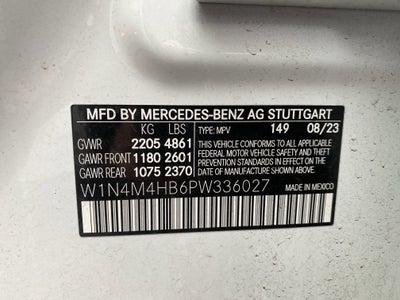 MFD BY MERCEDES-BENZ AG STUTTGART
KG LBS TYPE: MPV 149 08/23
GVWR 2205 4861
GAWR FRONT 1180 2601
GAWR REAR 1075 2370
THIS VEHICLE CONFORMS TO ALL APPLICABLE
FEDERAL MOTOR VEHICLE SAFETY, BUMPER, AND THEFT
PREVENTION STANDARDS IN EFFECT ON THE DATE OF
MANUFACTURE SHOWN ABOVE.
W1N4M4HB6PW336027 MADE IN MEXICO